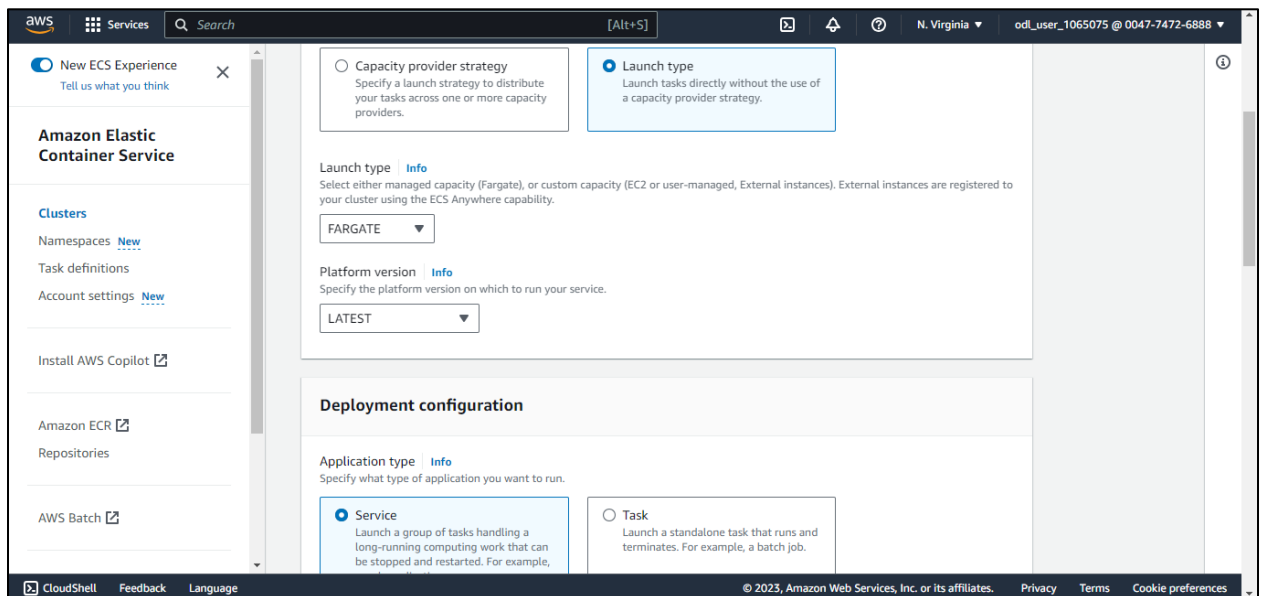 aws
Services
Search
[Alt+S]
N. Virginia
odl_user_1065075 @ 0047-7472-6888
New ECS Experience
Tell us what you think
Amazon Elastic
Container Service
Clusters
Namespaces New
Task definitions
Account settings New
Install AWS Copilot
Amazon ECR
Repositories
AWS Batch
Capacity provider strategy
Specify a launch strategy to distribute
your tasks across one or more capacity
providers.
Launch type
Launch tasks directly without the use of
a capacity provider strategy.
Launch type Info
Select either managed capacity (Fargate), or custom capacity (EC2 or user-managed, External instances). External instances are registered to
your cluster using the ECS Anywhere capability.
FARGATE
Platform version Info
Specify the platform version on which to run your service.
LATEST
Deployment configuration
Application type Info
Specify what type of application you want to run.
Service
Launch a group of tasks handling a
long-running computing work that can
be stopped and restarted. For example,
Task
Launch a standalone task that runs and
terminates. For example, a batch job.
CloudShell Feedback Language
© 2023, Amazon Web Services, Inc. or its affiliates. Privacy Terms Cookie preferences